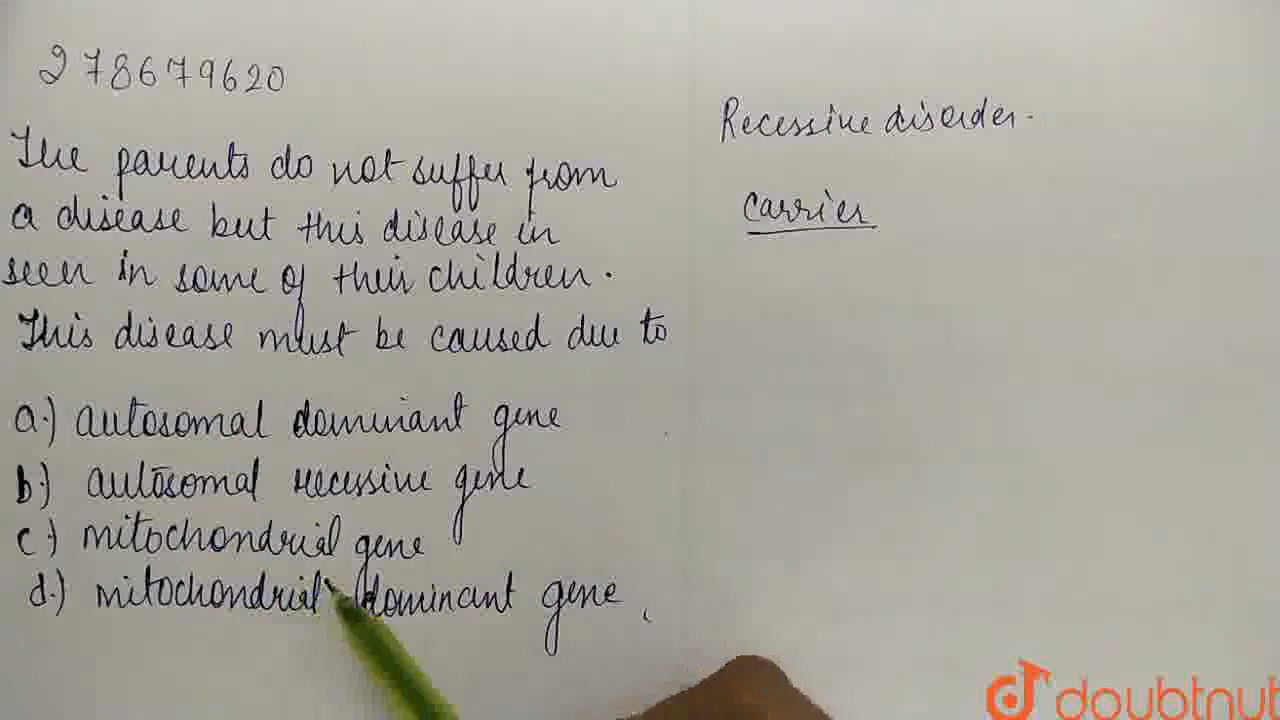 278679620
The parents do not suffer from
a disease but this disease in
seen in some of their children.
This disease must be caused due to
a.) autosomal dominant gene
b.) autosomal recessive gene
c.) mitochondrial gene
d.) mitochondrial dominant gene
Recessive disorder.
carrier
doubtnut